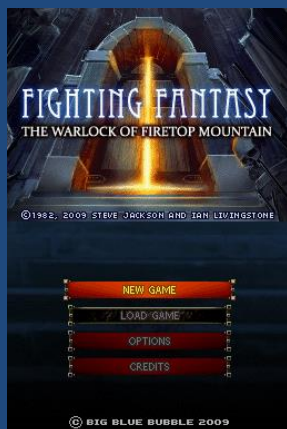 FIGHTING FANTASY
THE WARLOCK OF FIRETOP MOUNTAIN
©1982, 2009 STEVE JACKSON AND IAN LIVINGSTONE
NEW GAME
LOAD GAME
OPTIONS
CREDITS
© BIG BLUE BUBBLE 2009